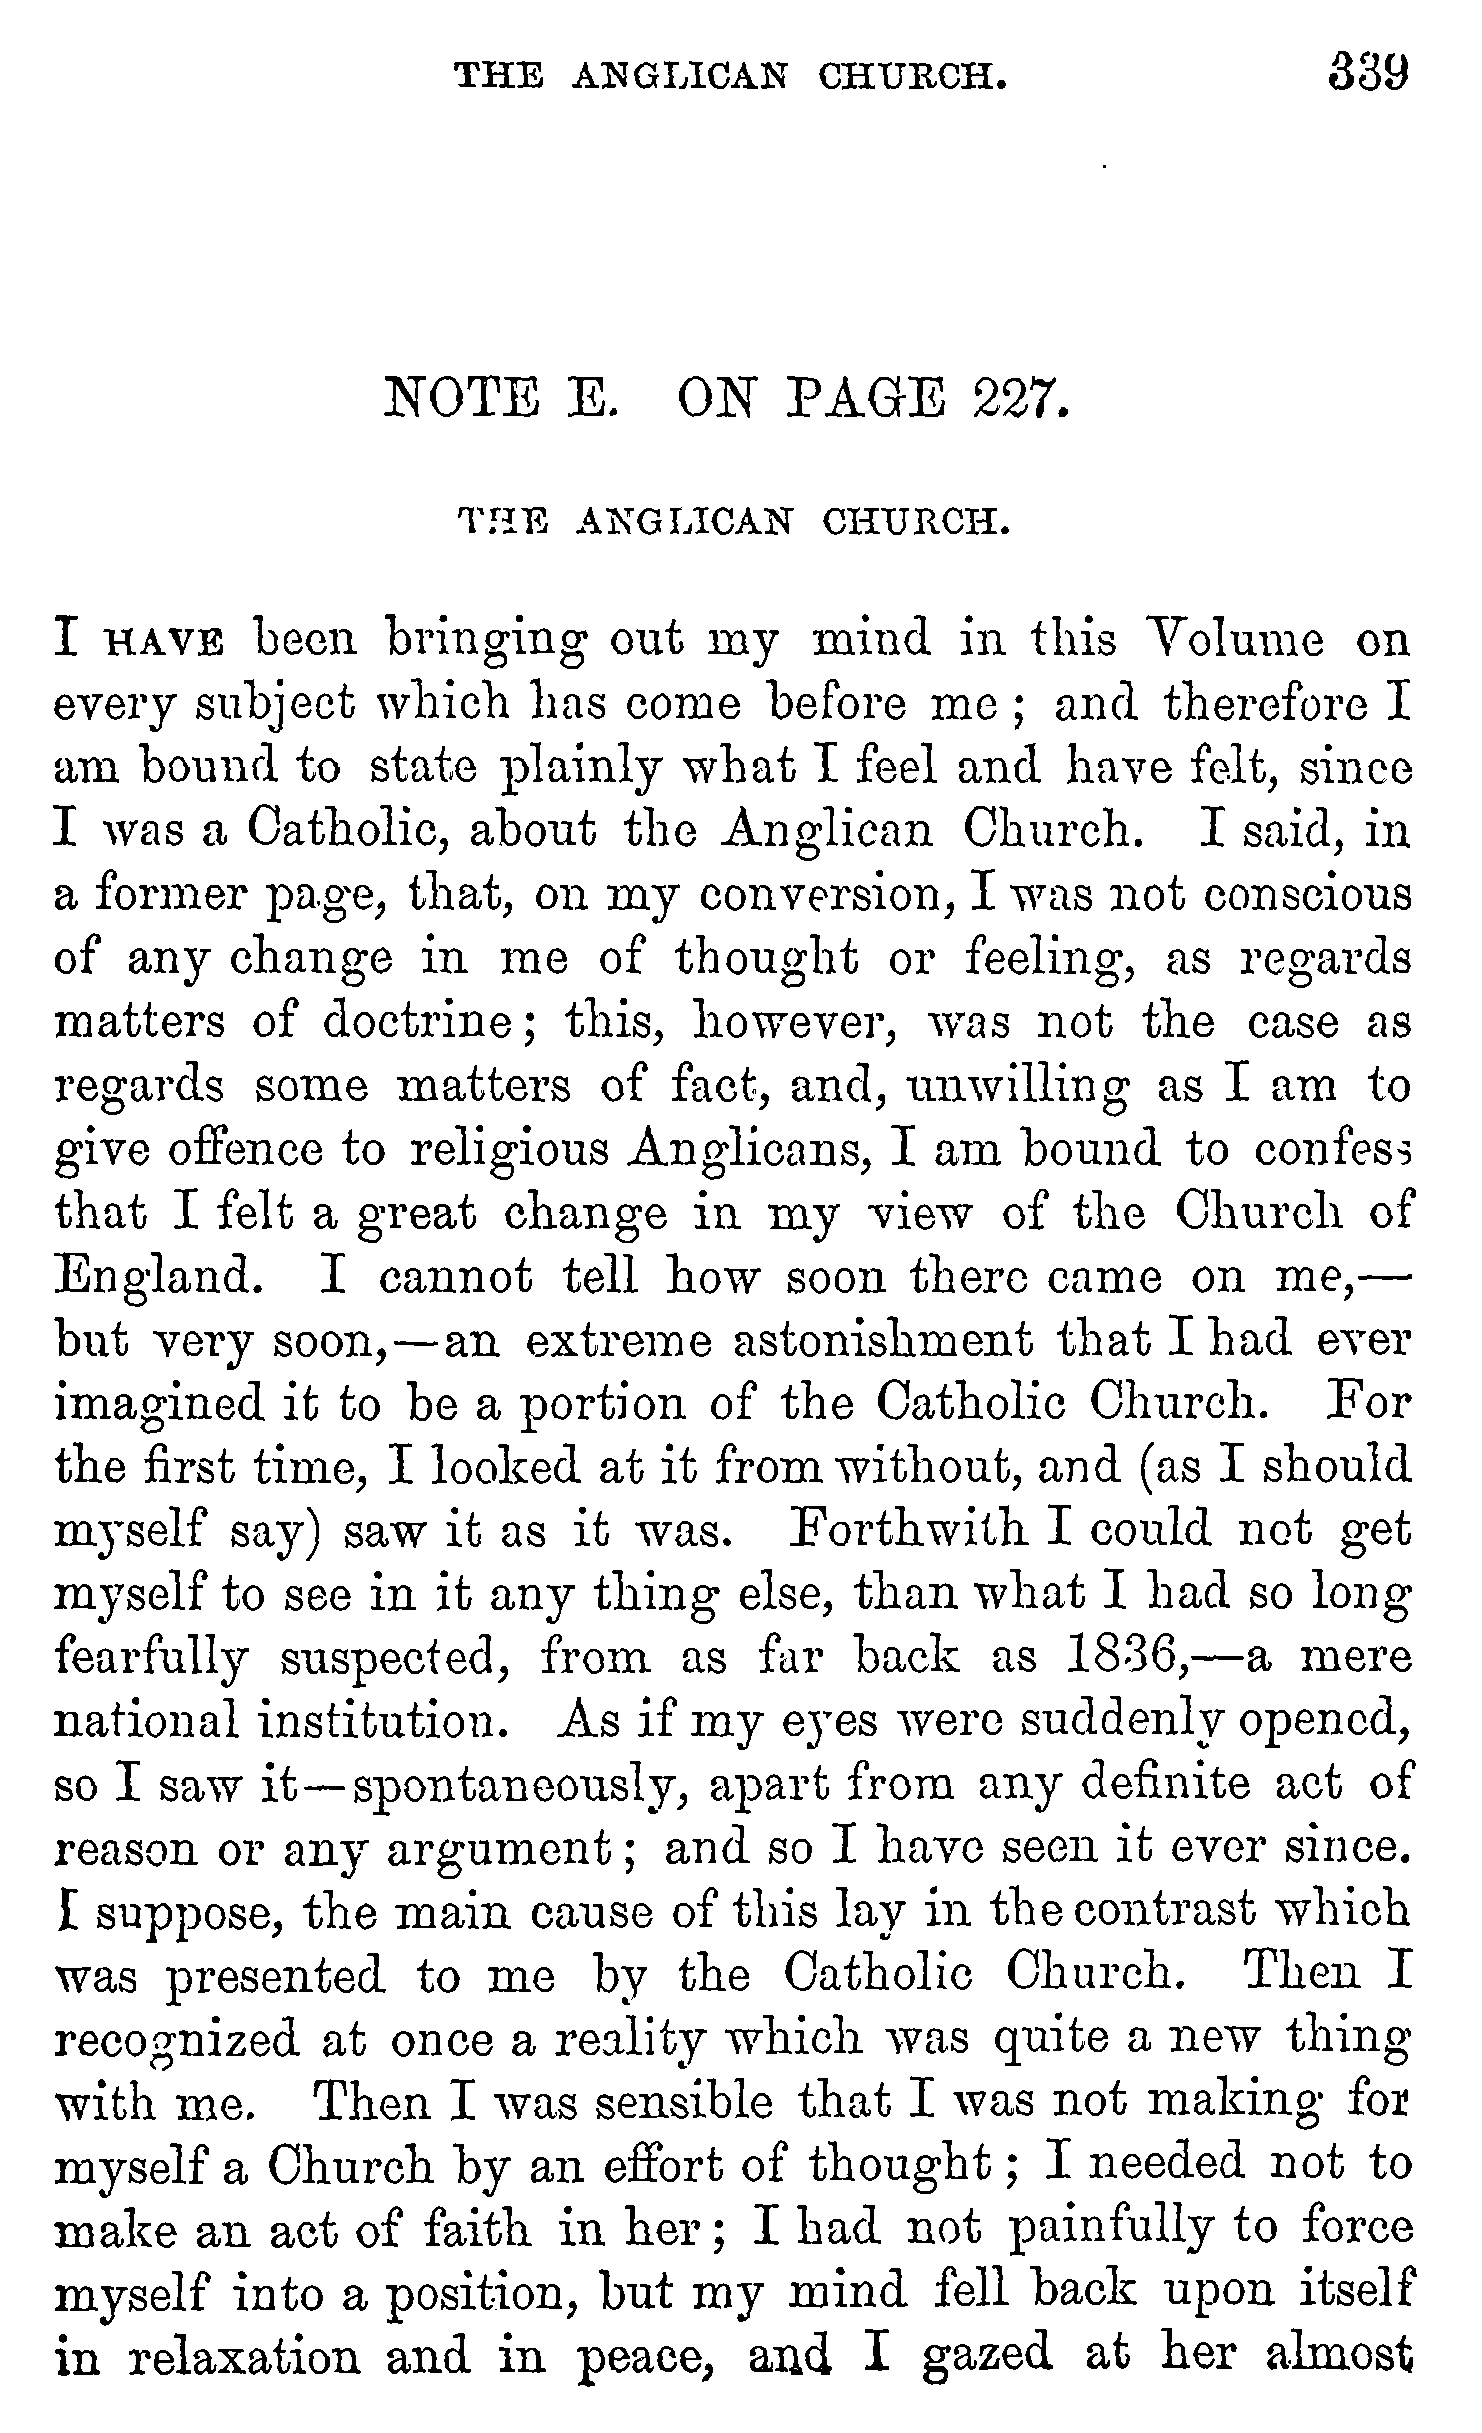 THE ANGLICAN CHURCH. 339
NOTE E. ON PAGE 227.
THE ANGLICAN CHURCH.
I HAVE been bringing out my mind in this Volume on
every subject which has come before me; and therefore I
am bound to state plainly what I feel and have felt, since
I was a Catholic, about the Anglican Church. I said, in
a former page, that, on my conversion, I was not conscious
of any change in me of thought or feeling, as regards
matters of doctrine; this, however, was not the case as
regards some matters of fact, and, unwilling as I am to
give offence to religious Anglicans, I am bound to confess
that I felt a great change in my view of the Church of
England. I cannot tell how soon there came on me,—
but very soon,—an extreme astonishment that I had ever
imagined it to be a portion of the Catholic Church. For
the first time, I looked at it from without, and (as I should
myself say) saw it as it was. Forthwith I could not get
myself to see in it any thing else, than what I had so long
fearfully suspected, from as far back as 1836,—a mere
national institution. As if my eyes were suddenly opened,
so I saw it—spontaneously, apart from any definite act of
reason or any argument; and so I have seen it ever since.
I suppose, the main cause of this lay in the contrast which
was presented to me by the Catholic Church. Then I
recognized at once a reality which was quite a new thing
with me. Then I was sensible that I was not making for
myself a Church by an effort of thought; I needed not to
make an act of faith in her; I had not painfully to force
myself into a position, but my mind fell back upon itself
in relaxation and in peace, and I gazed at her almost